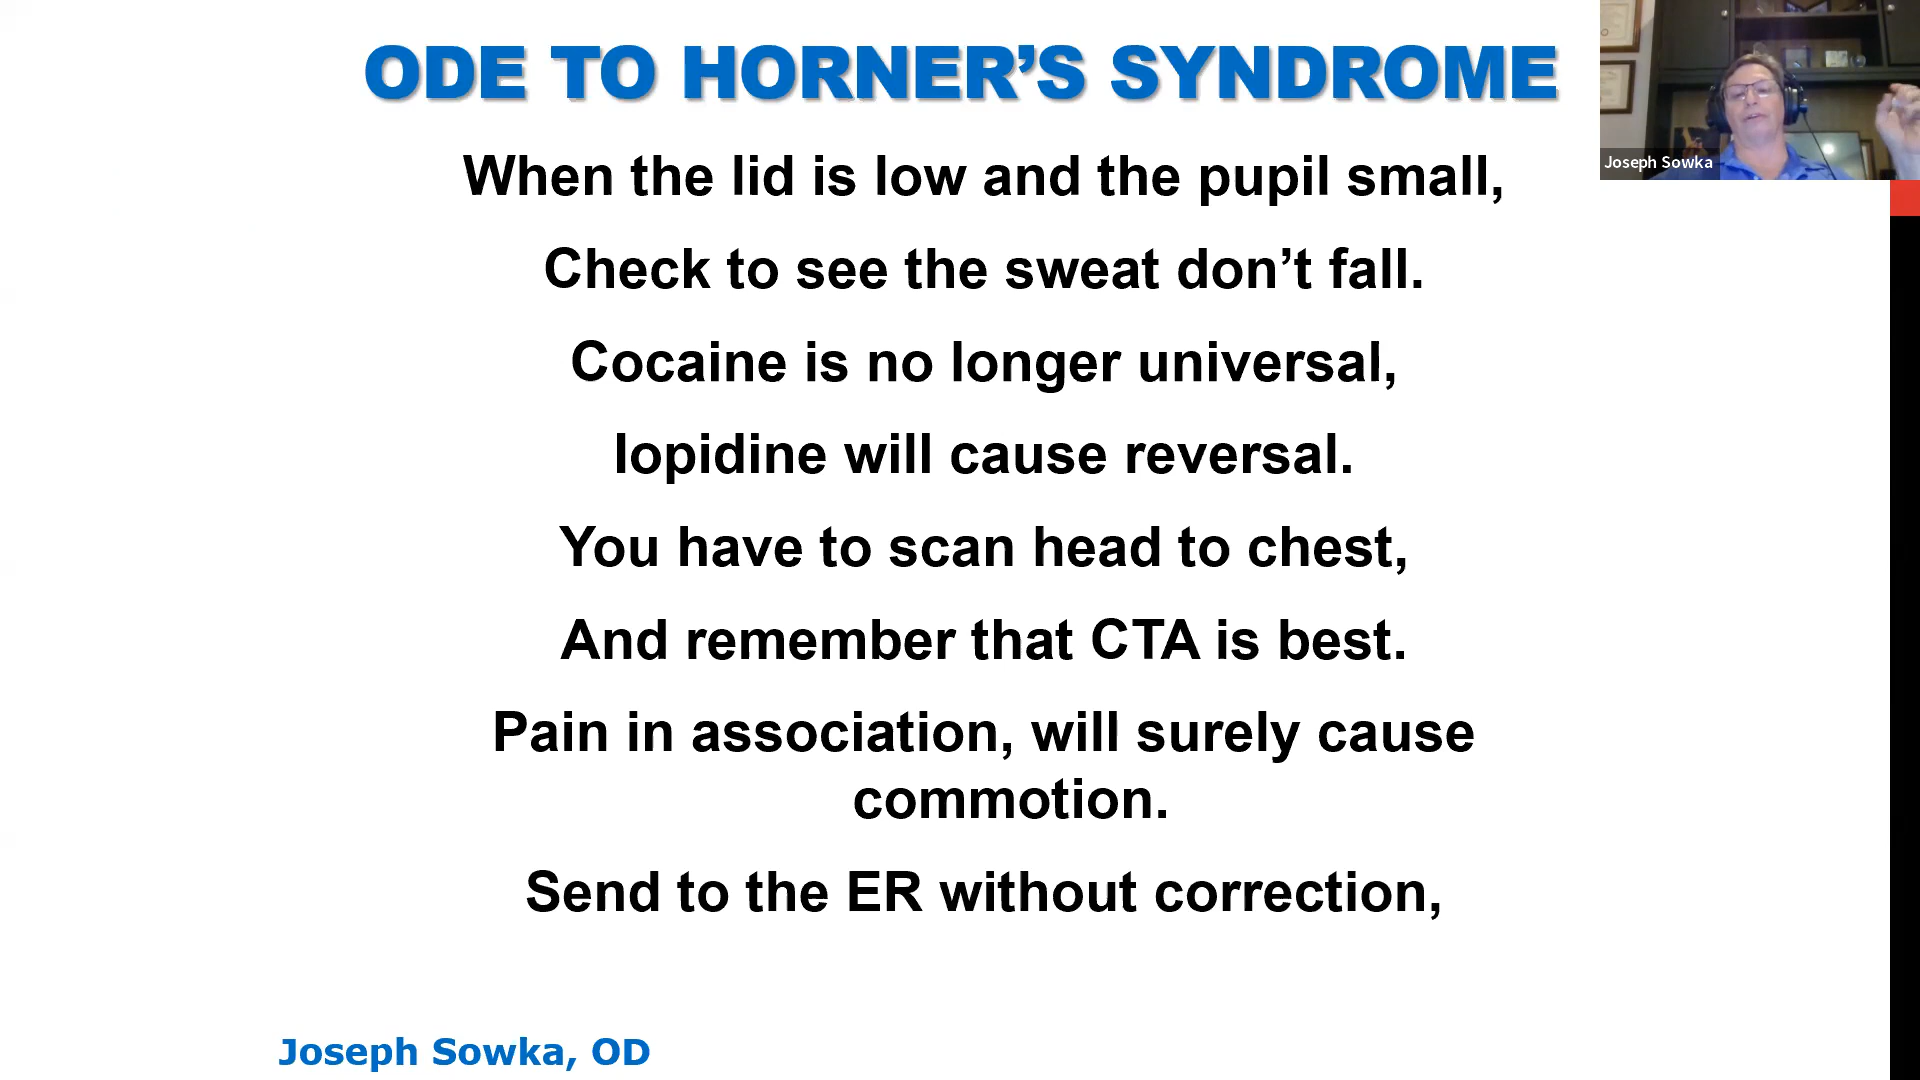 ODE TO HORNER’S SYNDROME
When the lid is low and the pupil small,
Check to see the sweat don’t fall.
Cocaine is no longer universal,
Iopidine will cause reversal.
You have to scan head to chest,
And remember that CTA is best.
Pain in association, will surely cause
commotion.
Send to the ER without correction,
Joseph Sowka, OD
Joseph Sowka